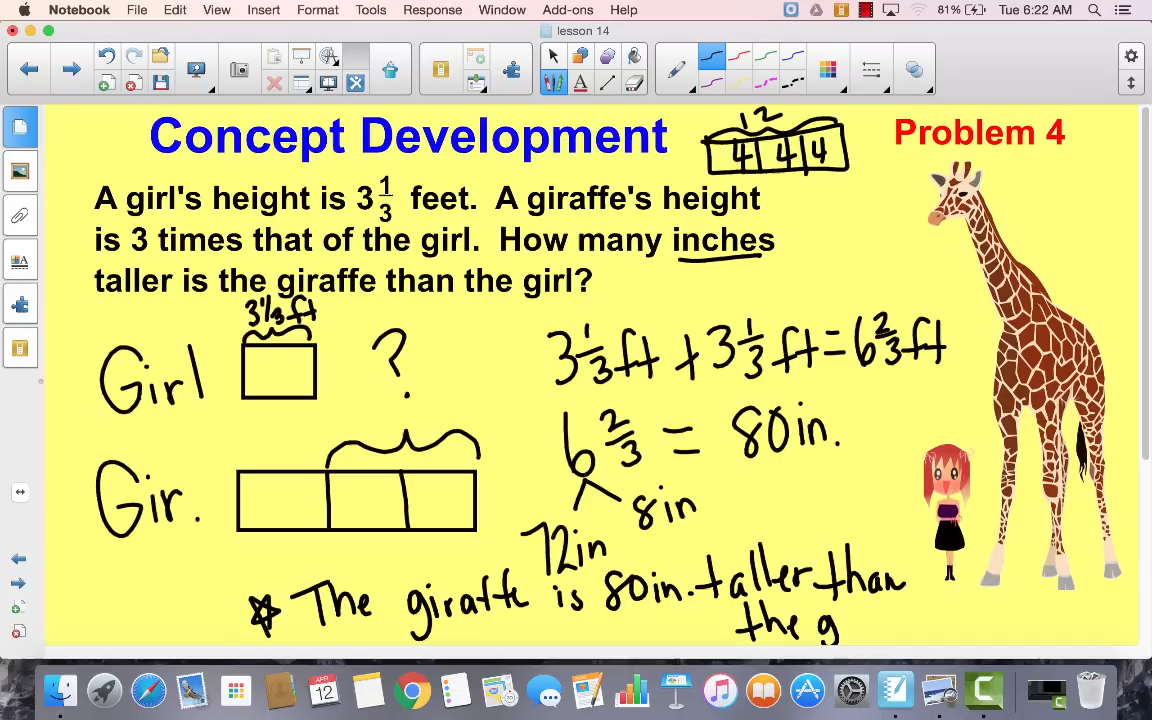 Notebook File Edit View Insert Format Tools Response Window Add-ons Help 81% Tue 6:22 AM
lesson 14
Concept Development
12
4 4 4
Problem 4
A girl's height is 3 1/3 feet. A giraffe's height
is 3 times that of the girl. How many inches
taller is the giraffe than the girl?
3 1/3 ft
Girl
?
3 1/3 ft + 3 1/3 ft = 6 2/3 ft
6 2/3 = 80 in.
Gir.
8 in
72 in
The giraffe is 80 in. taller than
the g
APR
12